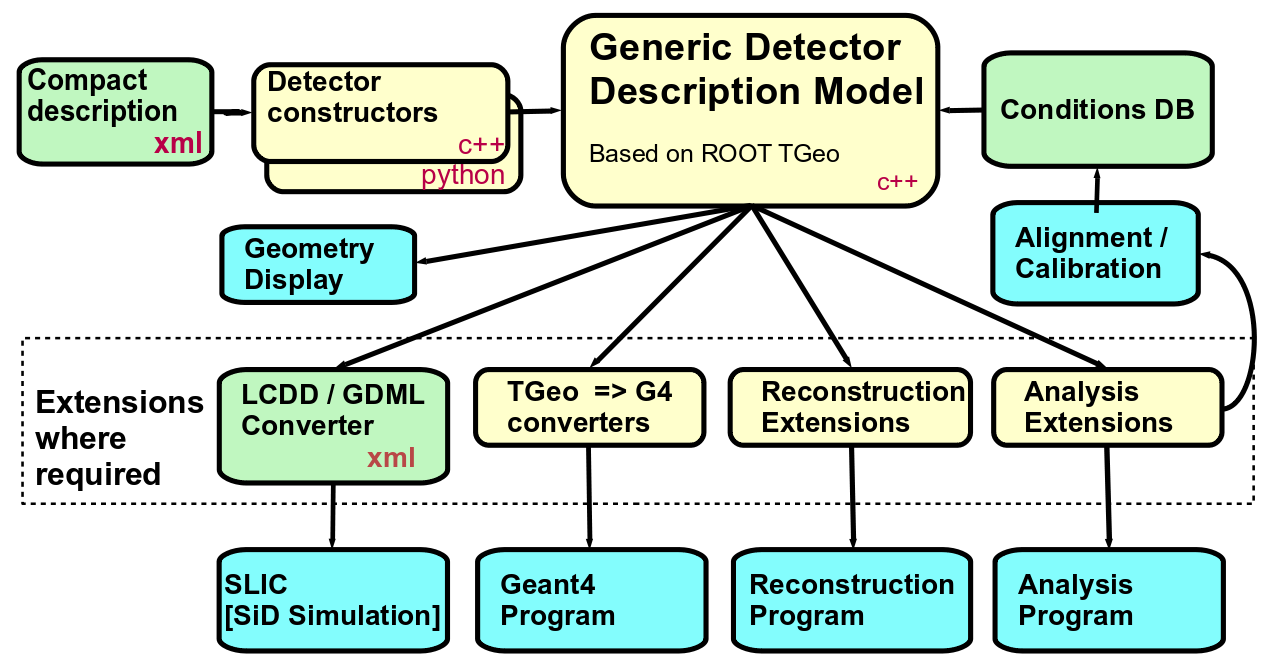 Compact
description
xml
Detector
constructors
c++
python
Generic Detector
Description Model
Based on ROOT TGeo
c++
Conditions DB
Geometry
Display
Alignment /
Calibration
Extensions
where
required
LCDD / GDML
Converter
xml
TGeo => G4
converters
Reconstruction
Extensions
Analysis
Extensions
SLIC
[SiD Simulation]
Geant4
Program
Reconstruction
Program
Analysis
Program